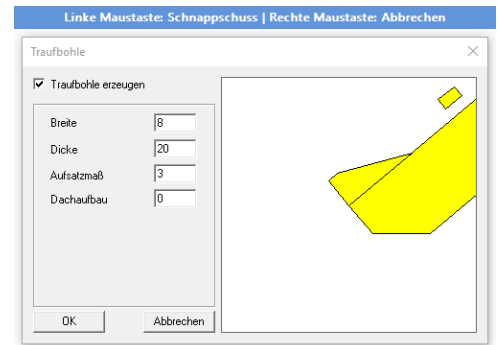 Linke Maustaste: Schnappschuss | Rechte Maustaste: Abbrechen
Traufbohle
Traufbohle erzeugen
Breite 8
Dicke 20
Aufsatzmaß 3
Dachaufbau 0
OK Abbrechen